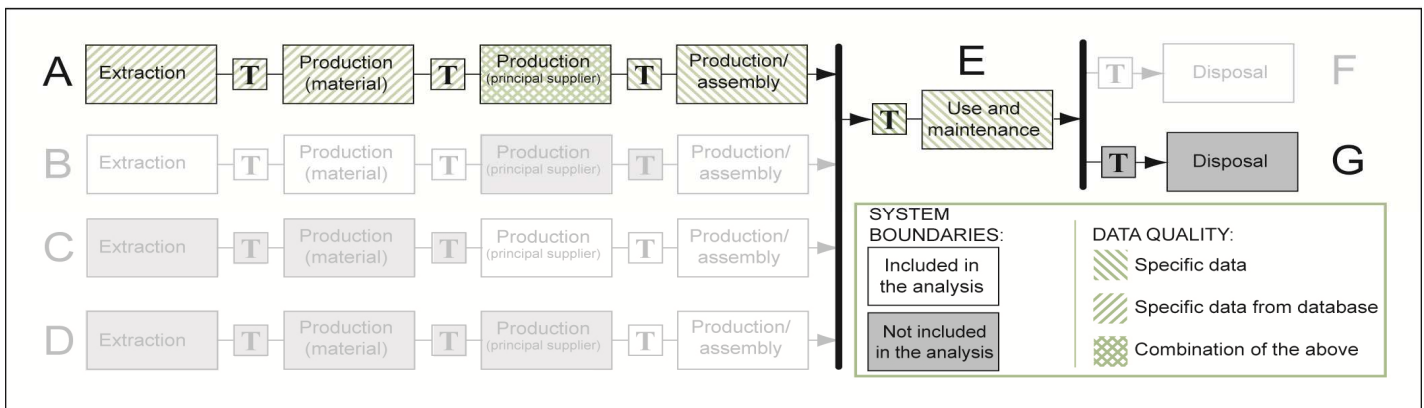 A
Extraction
T
Production
(material)
T
Production
(principal supplier)
T
Production/
assembly
B
Extraction
T
Production
(material)
T
Production
(principal supplier)
T
Production/
assembly
C
Extraction
T
Production
(material)
T
Production
(principal supplier)
T
Production/
assembly
D
Extraction
T
Production
(material)
T
Production
(principal supplier)
T
Production/
assembly
E
T
Use and
maintenance
T
Disposal
F
T
Disposal
G
SYSTEM
BOUNDARIES:
Included in
the analysis
Not included
in the analysis
DATA QUALITY:
Specific data
Specific data from database
Combination of the above